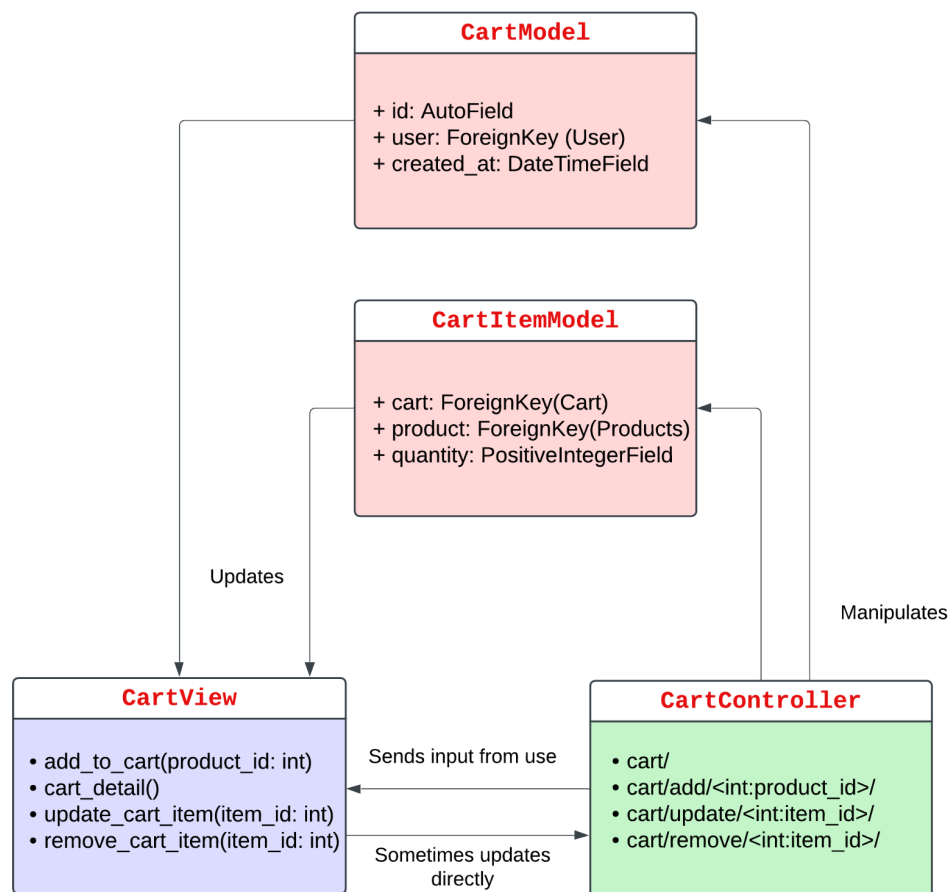 CartModel
+ id: AutoField
+ user: ForeignKey (User)
+ created_at: DateTimeField
CartItemModel
+ cart: ForeignKey(Cart)
+ product: ForeignKey(Products)
+ quantity: PositiveIntegerField
Updates
Manipulates
CartView
• add_to_cart(product_id: int)
• cart_detail()
• update_cart_item(item_id: int)
• remove_cart_item(item_id: int)
Sends input from use
Sometimes updates
directly
CartController
• cart/
• cart/add/<int:product_id>/
• cart/update/<int:item_id>/
• cart/remove/<int:item_id>/